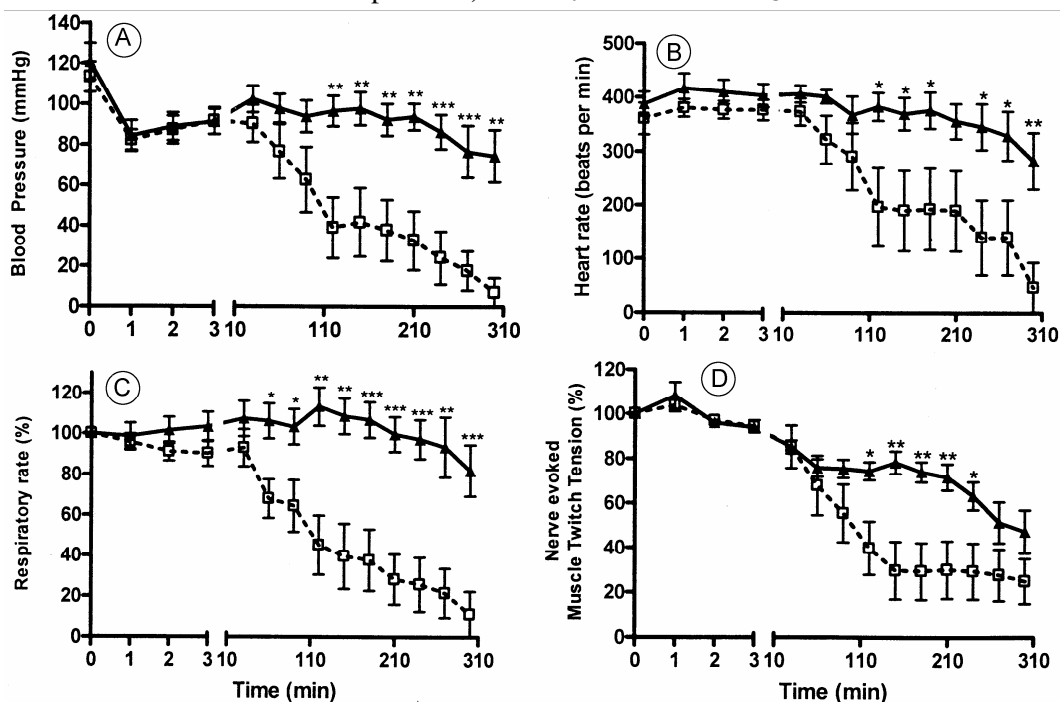 A
Blood Pressure (mmHg)
140
120
100
80
60
40
20
0
** ** ** ** *** *** **
0 1 2 3 10 110 210 310
B
Heart rate (beats per min)
500
400
300
200
100
0
* * * * * **
0 1 2 3 10 110 210 310
C
Respiratory rate (%)
120
100
80
60
40
20
0
* * ** ** *** *** *** ** ***
0 1 2 3 10 110 210 310
Time (min)
D
Nerve evoked
Muscle Twitch Tension (%)
120
100
80
60
40
20
0
* ** ** ** *
0 1 2 3 10 110 210 310
Time (min)